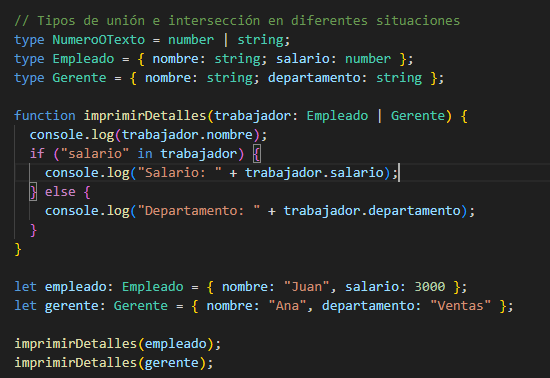 // Tipos de unión e intersección en diferentes situaciones
type NumeroOTexto = number | string;
type Empleado = { nombre: string; salario: number };
type Gerente = { nombre: string; departamento: string };
function imprimirDetalles(trabajador: Empleado | Gerente) {
console.log(trabajador.nombre);
if ("salario" in trabajador) {
console.log("Salario: " + trabajador.salario);
} else {
console.log("Departamento: " + trabajador.departamento);
}
}
let empleado: Empleado = { nombre: "Juan", salario: 3000 };
let gerente: Gerente = { nombre: "Ana", departamento: "Ventas" };
imprimirDetalles(empleado);
imprimirDetalles(gerente);